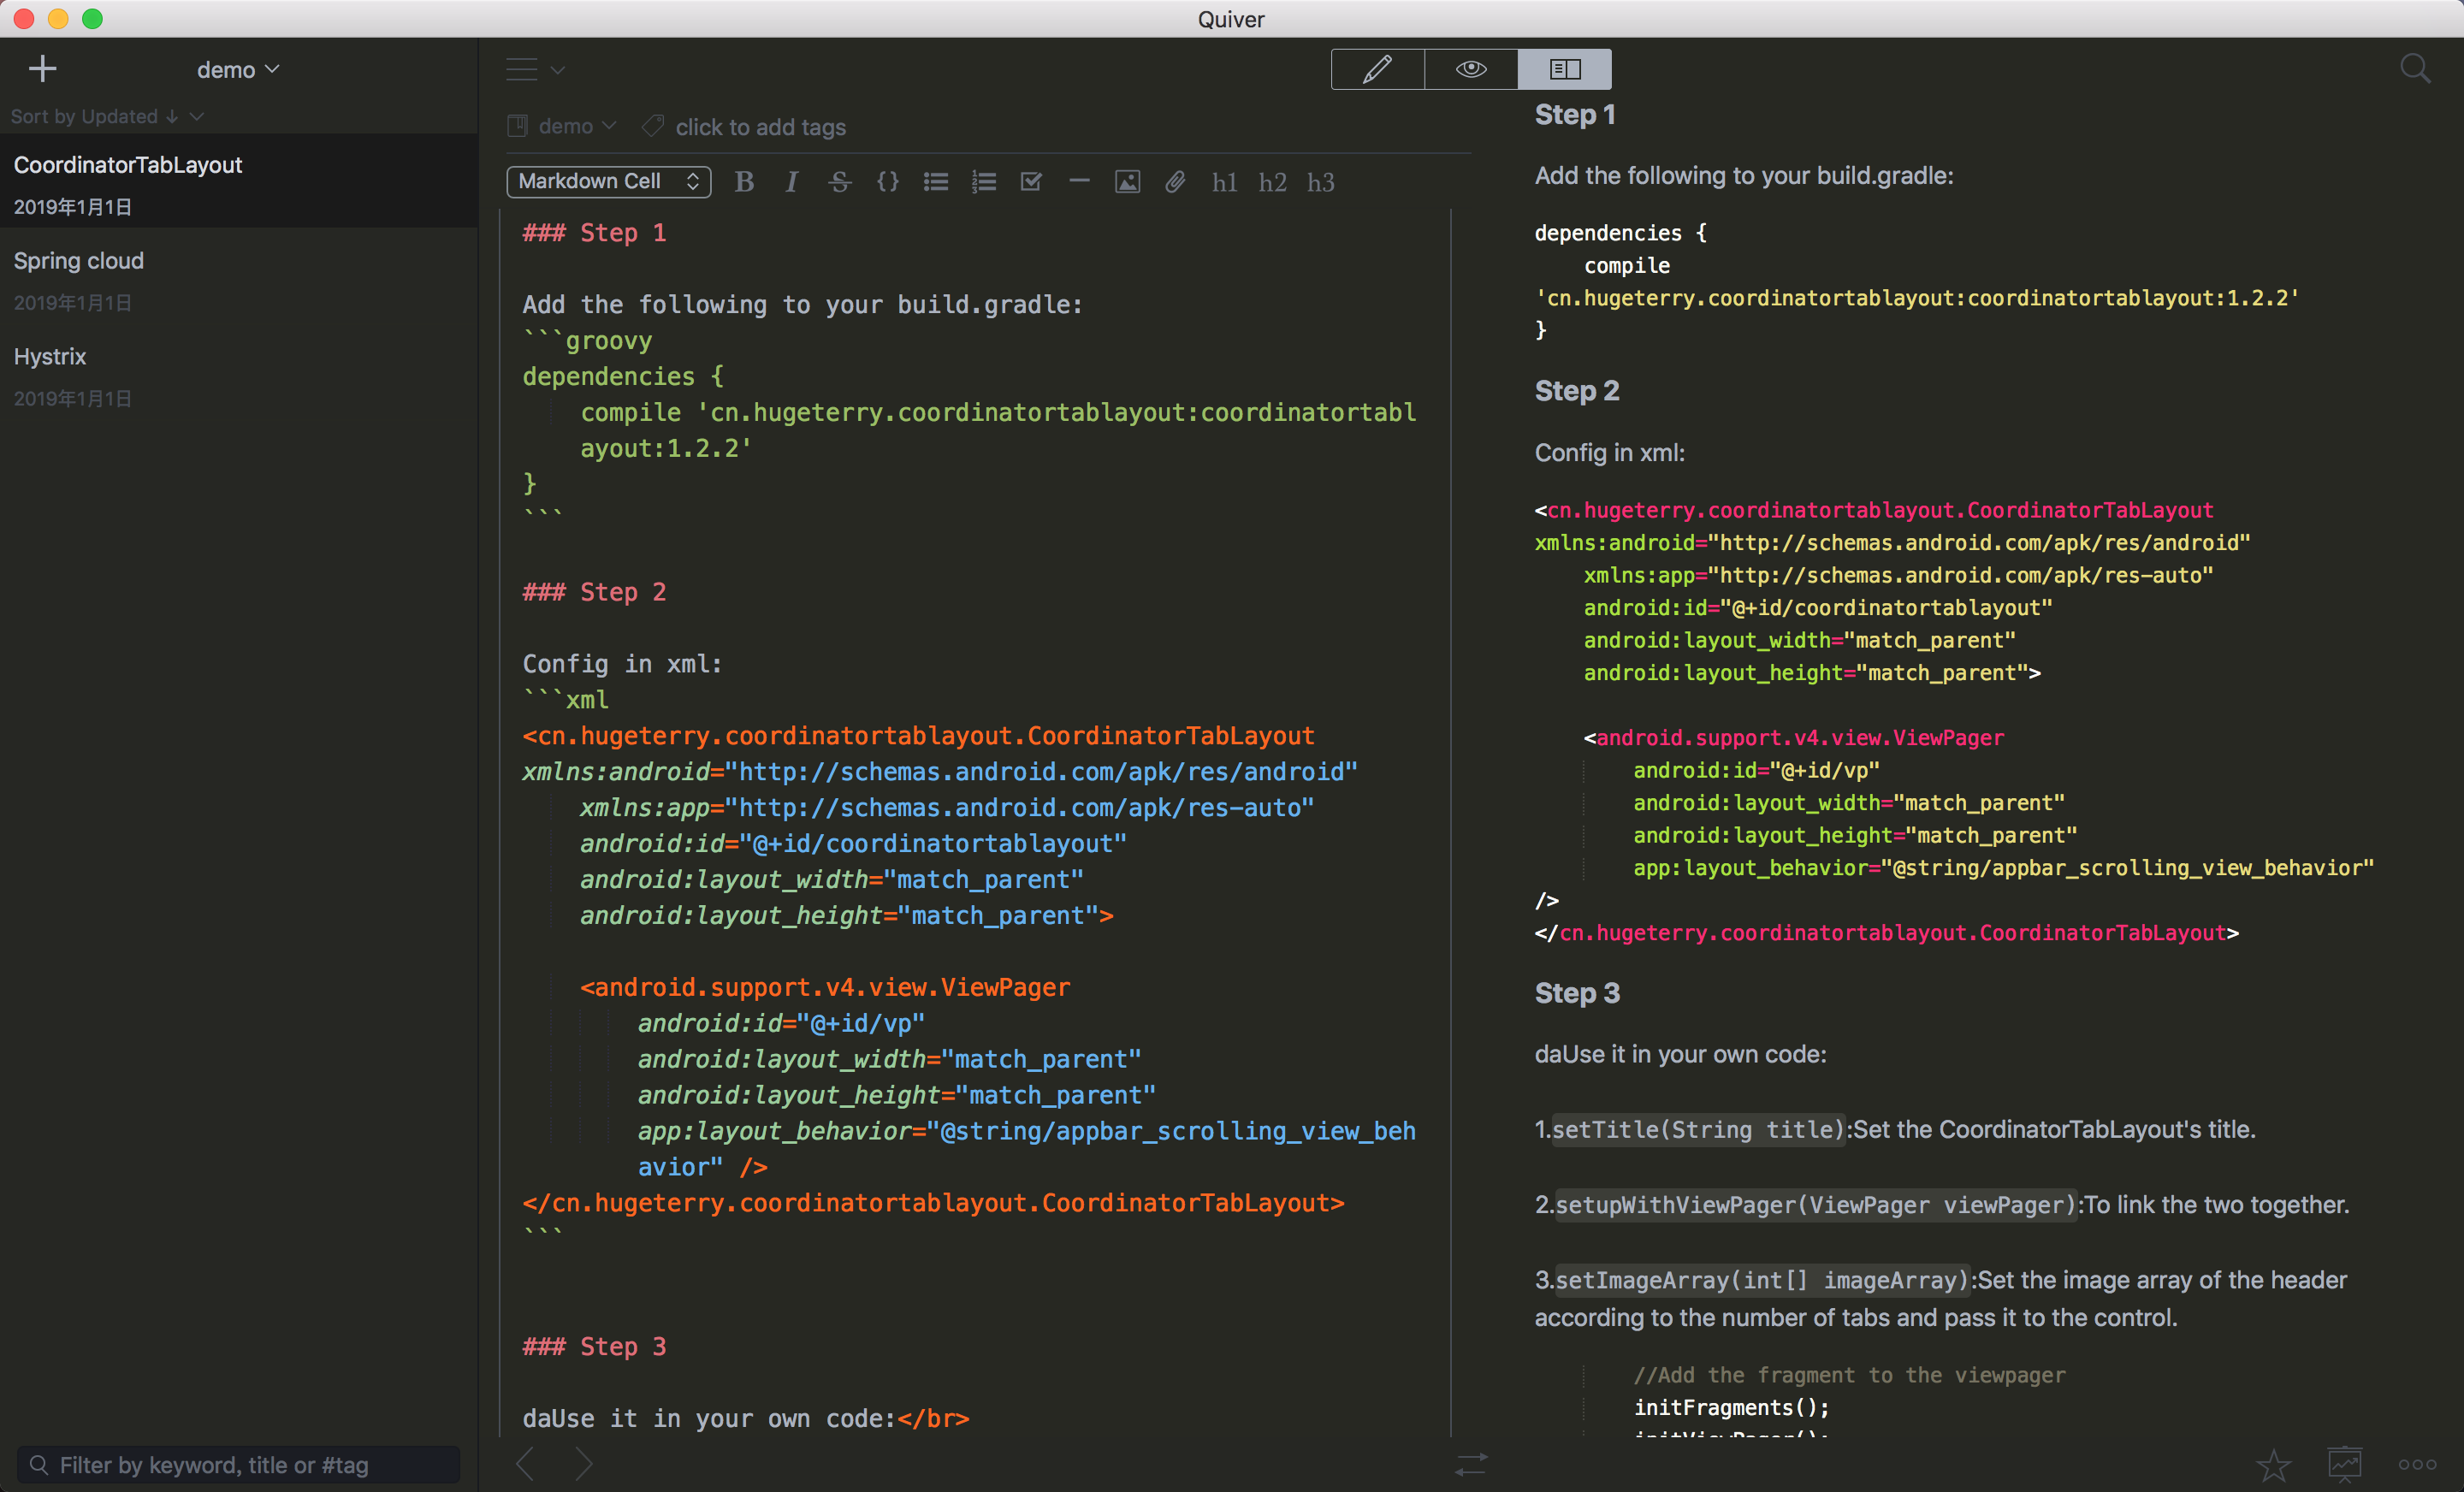 Quiver
demo
Sort by Updated ↓
CoordinatorTabLayout
2019年1月1日
Spring cloud
2019年1月1日
Hystrix
2019年1月1日
Filter by keyword, title or #tag
demo
click to add tags
Markdown Cell B I S {} h1 h2 h3
### Step 1
Add the following to your build.gradle:
```groovy
dependencies {
    compile 'cn.hugeterry.coordinatortablayout:coordinatortabl
    ayout:1.2.2'
}
```
### Step 2
Config in xml:
```xml
<cn.hugeterry.coordinatortablayout.CoordinatorTabLayout
xmlns:android="http://schemas.android.com/apk/res/android"
    xmlns:app="http://schemas.android.com/apk/res-auto"
    android:id="@+id/coordinatortablayout"
    android:layout_width="match_parent"
    android:layout_height="match_parent">
    <android.support.v4.view.ViewPager
        android:id="@+id/vp"
        android:layout_width="match_parent"
        android:layout_height="match_parent"
        app:layout_behavior="@string/appbar_scrolling_view_beh
        avior" />
</cn.hugeterry.coordinatortablayout.CoordinatorTabLayout>
```
### Step 3
daUse it in your own code:</br>
Step 1
Add the following to your build.gradle:
dependencies {
    compile
'cn.hugeterry.coordinatortablayout:coordinatortablayout:1.2.2'
}
Step 2
Config in xml:
<cn.hugeterry.coordinatortablayout.CoordinatorTabLayout
xmlns:android="http://schemas.android.com/apk/res/android"
    xmlns:app="http://schemas.android.com/apk/res-auto"
    android:id="@+id/coordinatortablayout"
    android:layout_width="match_parent"
    android:layout_height="match_parent">
    <android.support.v4.view.ViewPager
        android:id="@+id/vp"
        android:layout_width="match_parent"
        android:layout_height="match_parent"
        app:layout_behavior="@string/appbar_scrolling_view_behavior"
/>
</cn.hugeterry.coordinatortablayout.CoordinatorTabLayout>
Step 3
daUse it in your own code:
1.setTitle(String title):Set the CoordinatorTabLayout's title.
2.setupWithViewPager(ViewPager viewPager):To link the two together.
3.setImageArray(int[] imageArray):Set the image array of the header
according to the number of tabs and pass it to the control.
        //Add the fragment to the viewpager
        initFragments();
        initViewPager();